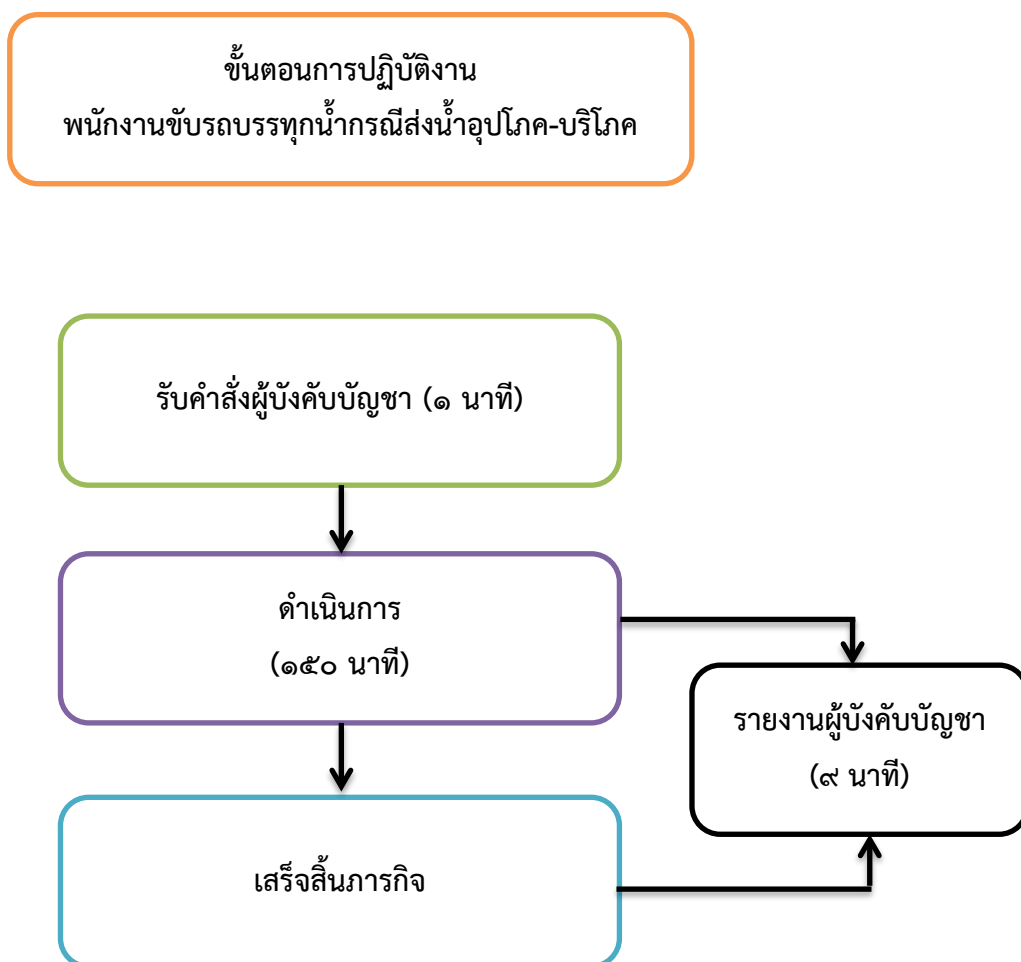 ขั้นตอนการปฏิบัติงาน
พนักงานขับรถบรรทุกน้ำกรณีส่งน้ำอุปโภค-บริโภค
รับคำสั่งผู้บังคับบัญชา (๑ นาที)
ดำเนินการ
(๑๕๐ นาที)
รายงานผู้บังคับบัญชา
(๙ นาที)
เสร็จสิ้นภารกิจ